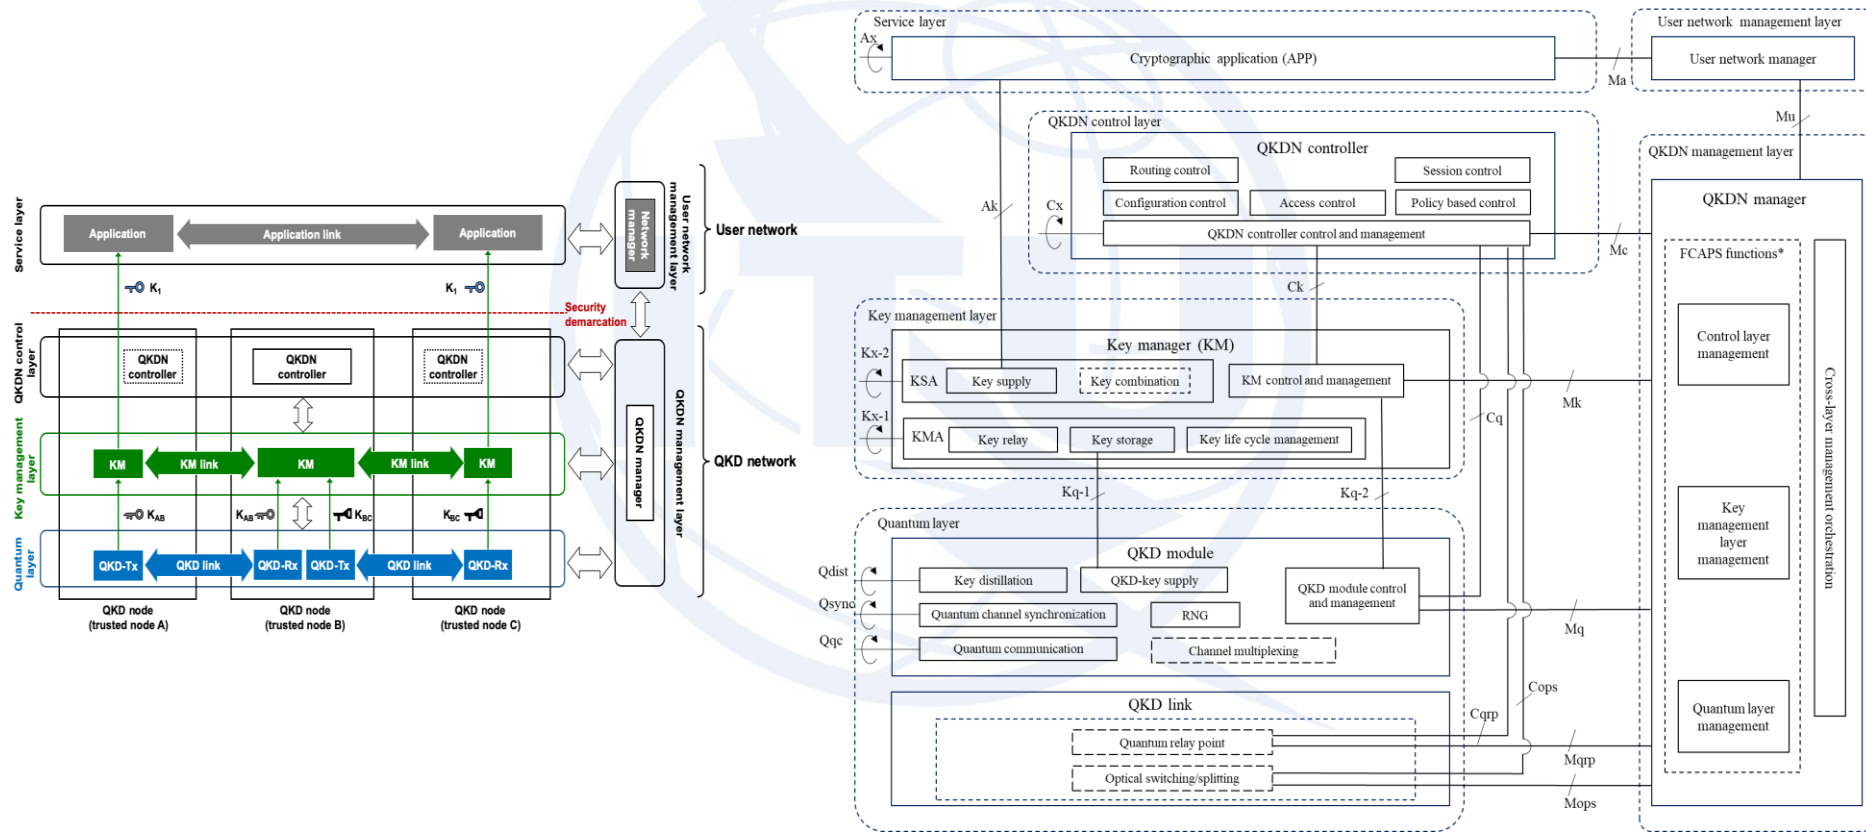 Service layer
Application
Application link
Application
Network
manager
User network
management layer
User network
K1
K1
Security
demarcation
QKDN control
layer
QKDN
controller
QKDN
controller
QKDN
controller
Key management
layer
KM
KM link
KM
KM link
KM
QKDN manager
QKDN management layer
QKD network
KAB
KAB
KBC
KBC
Quantum
layer
QKD-Tx
QKD link
QKD-Rx
QKD-Tx
QKD link
QKD-Rx
QKD node
(trusted node A)
QKD node
(trusted node B)
QKD node
(trusted node C)
Service layer
Ax
Cryptographic application (APP)
Ma
User network management layer
User network manager
Mu
QKDN control layer
QKDN controller
Routing control
Session control
Configuration control
Access control
Policy based control
Cx
QKDN controller control and management
Ak
Mc
Ck
Key management layer
Key manager (KM)
Kx-2
KSA
Key supply
Key combination
KM control and management
Mk
Kx-1
KMA
Key relay
Key storage
Key life cycle management
Cq
Kq-1
Kq-2
Quantum layer
QKD module
Qdist
Key distillation
QKD-key supply
QKD module control
and management
Qsync
Quantum channel synchronization
RNG
Mq
Qqc
Quantum communication
Channel multiplexing
QKD link
Cops
Cqrp
Quantum relay point
Mqrp
Optical switching/splitting
Mops
QKDN management layer
QKDN manager
FCAPS functions*
Control layer
management
Key
management
layer
management
Quantum layer
management
Cross-layer management orchestration
ITU